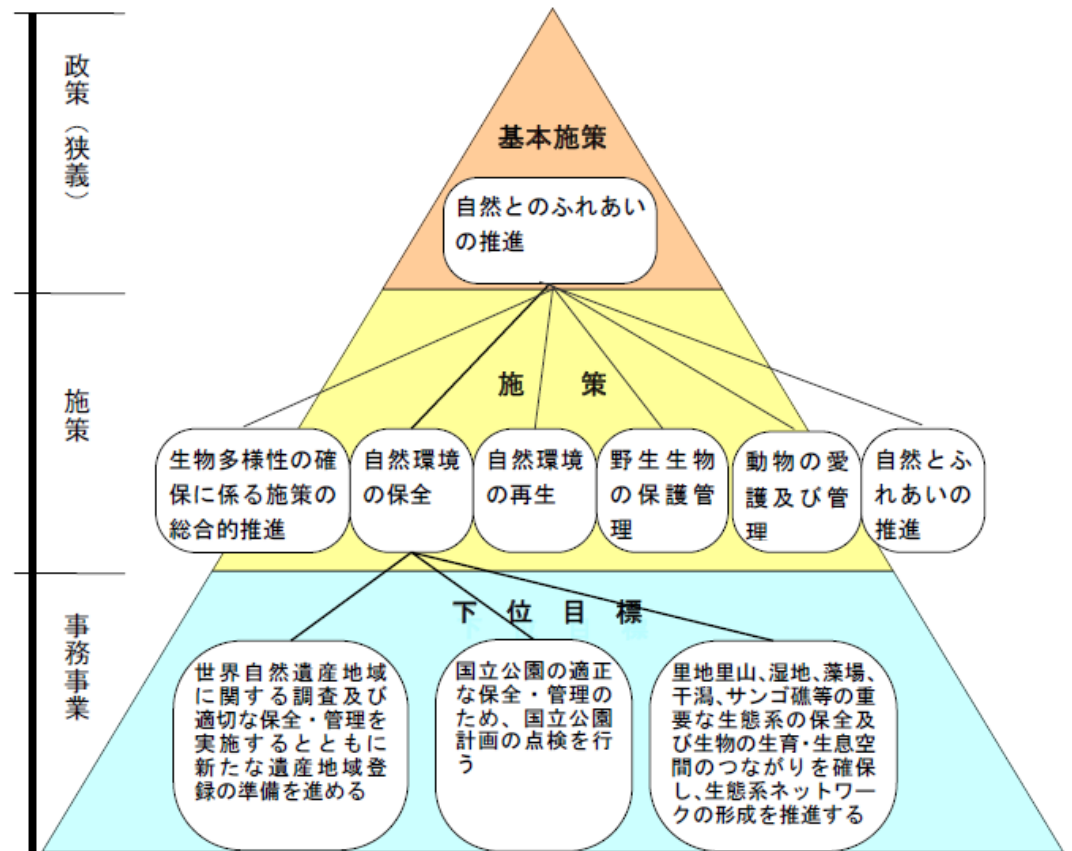 政策（狭義）
基本施策
自然とのふれあい
の推進
施策
施　策
生物多様性の確
保に係る施策の
総合的推進
自然環境
の保全
自然環境
の再生
野生生物
の保護管
理
動物の愛
護及び管
理
自然とふ
れあいの
推進
事務事業
下位目標
世界自然遺産地域
に関する調査及び
適切な保全・管理を
実施するとともに
新たな遺産地域登
録の準備を進める
国立公園の適正
な保全・管理のた
め、国立公園
計画の点検を行
う
里地里山、湿地、藻場、
干潟、サンゴ礁等の重
要な生態系の保全及
び生物の生育・生息空
間のつながりを確保
し、生態系ネットワー
クの形成を推進する